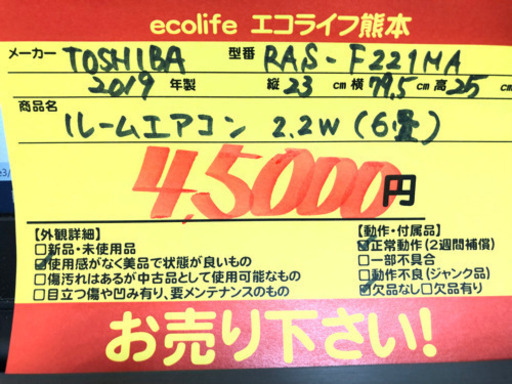 ecolife エコライフ熊本
メーカー TOSHIBA 型番 RAS-F221MA
2019 年製 縦 23 cm 横 79.5 cm 高 25 cm
商品名
ルームエアコン 2.2W (6畳)
45000円
【外観詳細】 【動作・付属品】
□新品・未使用品 ☑正常動作(2週間補償)
☑使用感がなく美品で状態が良いもの □一部不具合
□傷汚れはあるが中古品として使用可能なもの □動作不良(ジャンク品)
□目立つ傷や凹み有り、要メンテナンスのもの ☑欠品なし□欠品有り
お売り下さい!